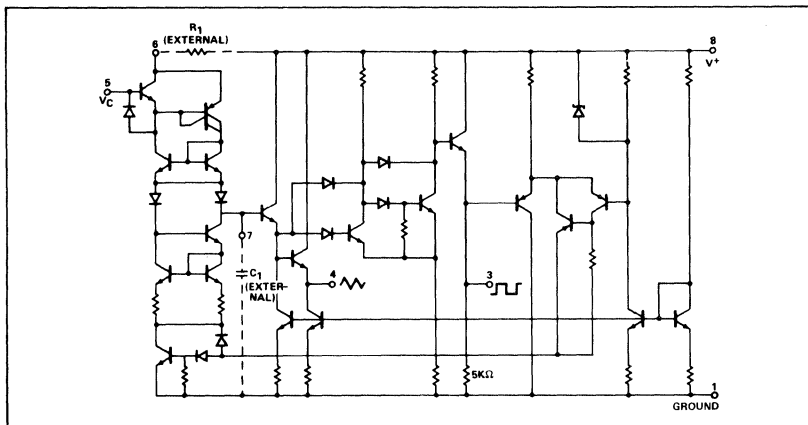 R1
(EXTERNAL)
6
8
V+
5
VC
7
C1
(EXTER-
NAL)
4
3
5KΩ
1
GROUND